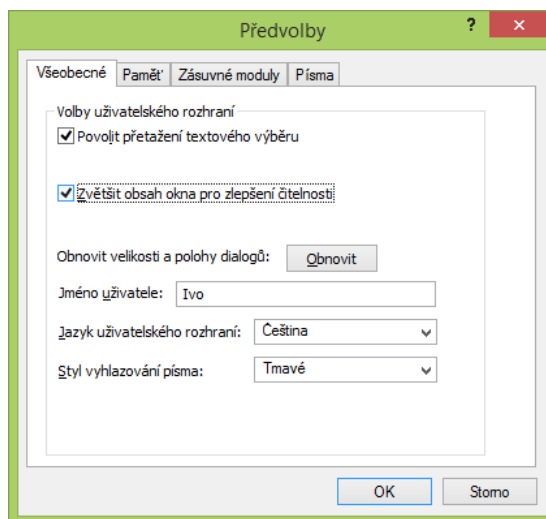 Předvolby
?
×
Všeobecné Paměť Zásuvné moduly Písma
Volby uživatelského rozhraní
Povolit přetažení textového výběru
Zvětšit obsah okna pro zlepšení čitelnosti
Obnovit velikosti a polohy dialogů: Obnovit
Jméno uživatele: Ivo
Jazyk uživatelského rozhraní: Čeština
Styl vyhlazování písma: Tmavé
OK Storno